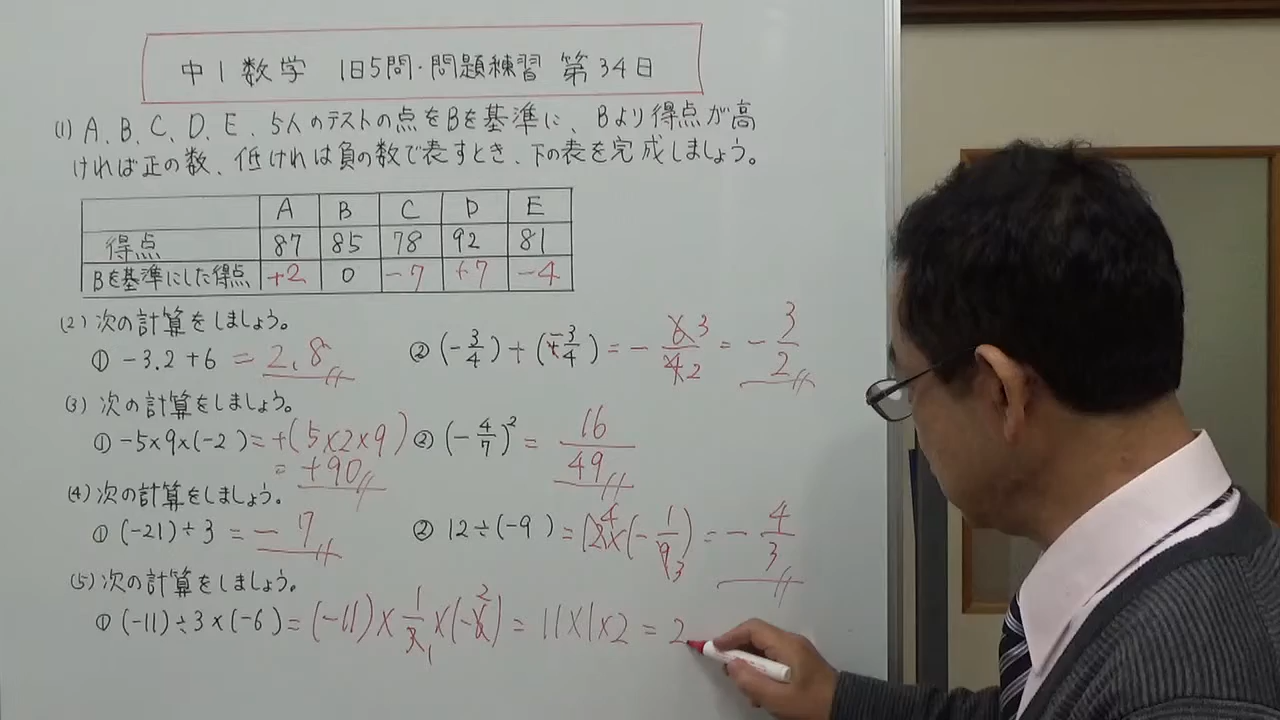 中1数学 1日5問・問題練習 第34日
(1) A、B、C、D、E、5人のテストの点をBを基準に、Bより得点が高
ければ正の数、低ければ負の数で表すとき、下の表を完成しましょう。
A B C D E
得点 87 85 78 92 81
Bを基準にした得点 +2 0 -7 +7 -4
(2) 次の計算をしましょう。
① -3.2+6 = 2.8
② (-3/4)+(-3/4) = -6/4 3 2 = -3/2
(3) 次の計算をしましょう。
① -5×9×(-2) = +(5×2×9)
= +90
② (-4/7)² = 16/49
(4) 次の計算をしましょう。
① (-21)÷3 = -7
② 12÷(-9) = 12 4 ×(-1/9 3) = -4/3
(5) 次の計算をしましょう。
① (-11)÷3×(-6) = (-11)×1/3 1 ×(-6 2) = 11×1×2 = 2